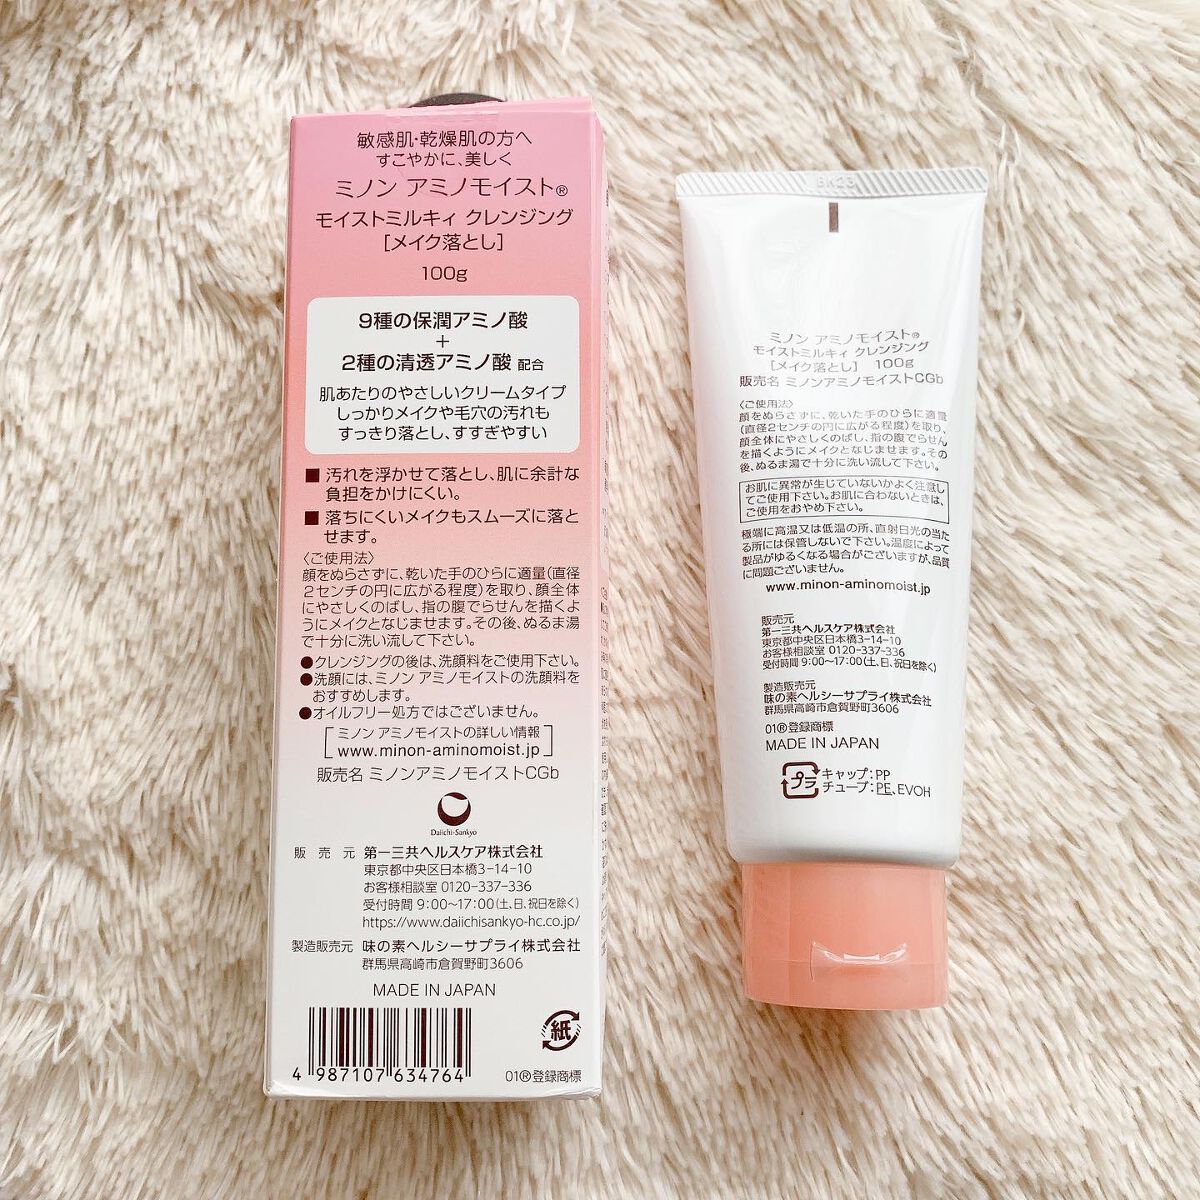 敏感肌・乾燥肌の方へ
すこやかに、美しく
ミノン アミノモイスト®
モイストミルキィ クレンジング
[メイク落とし]
100g
9種の保潤アミノ酸
+
2種の清透アミノ酸 配合
肌あたりのやさしいクリームタイプ
しっかりメイクや毛穴の汚れも
すっきり落とし、すすぎやすい
■ 汚れを浮かせて落とし、肌に余計な
負担をかけにくい。
■ 落ちにくいメイクもスムーズに落と
せます。
〈ご使用法〉
顔をぬらさずに、乾いた手のひらに適量(直径
2センチの円に広がる程度)を取り、顔全体
にやさしくのばし、指の腹でらせんを描くよ
うにメイクとなじませます。その後、ぬるま湯
で十分に洗い流して下さい。
●クレンジングの後は、洗顔料をご使用下さい。
●洗顔には、ミノン アミノモイストの洗顔料を
おすすめします。
●オイルフリー処方ではございません。
[ミノン アミノモイストの詳しい情報
www.minon-aminomoist.jp]
販売名 ミノンアミノモイストCGb
Daiichi-Sankyo
販売元 第一三共ヘルスケア株式会社
東京都中央区日本橋3-14-10
お客様相談室 0120-337-336
受付時間 9:00~17:00(土、日、祝日を除く)
https://www.daiichisankyo-hc.co.jp/
製造販売元 味の素ヘルシーサプライ株式会社
群馬県高崎市倉賀野町3606
MADE IN JAPAN
紙
4 987107 634764
01®登録商標
ミノン アミノモイスト®
モイストミルキィ クレンジング
[メイク落とし] 100g
販売名 ミノンアミノモイストCGb
〈ご使用法〉
顔をぬらさずに、乾いた手のひらに適量
(直径2センチの円に広がる程度)を取り、
顔全体にやさしくのばし、指の腹でらせん
を描くようにメイクとなじませます。その
後、ぬるま湯で十分に洗い流して下さい。
お肌に異常が生じていないかよく注意し
てご使用下さい。お肌に合わないときは、
ご使用をおやめ下さい。
極端に高温又は低温の所、直射日光の当た
る所には保管しないで下さい。温度によって
製品がゆるくなる場合がございますが、品質
に問題ございません。
www.minon-aminomoist.jp
販売元
第一三共ヘルスケア株式会社
東京都中央区日本橋3-14-10
お客様相談室 0120-337-336
受付時間 9:00~17:00(土、日、祝日を除く)
製造販売元
味の素ヘルシーサプライ株式会社
群馬県高崎市倉賀野町3606
01®登録商標
MADE IN JAPAN
プラ
キャップ:PP
チューブ:PE、EVOH